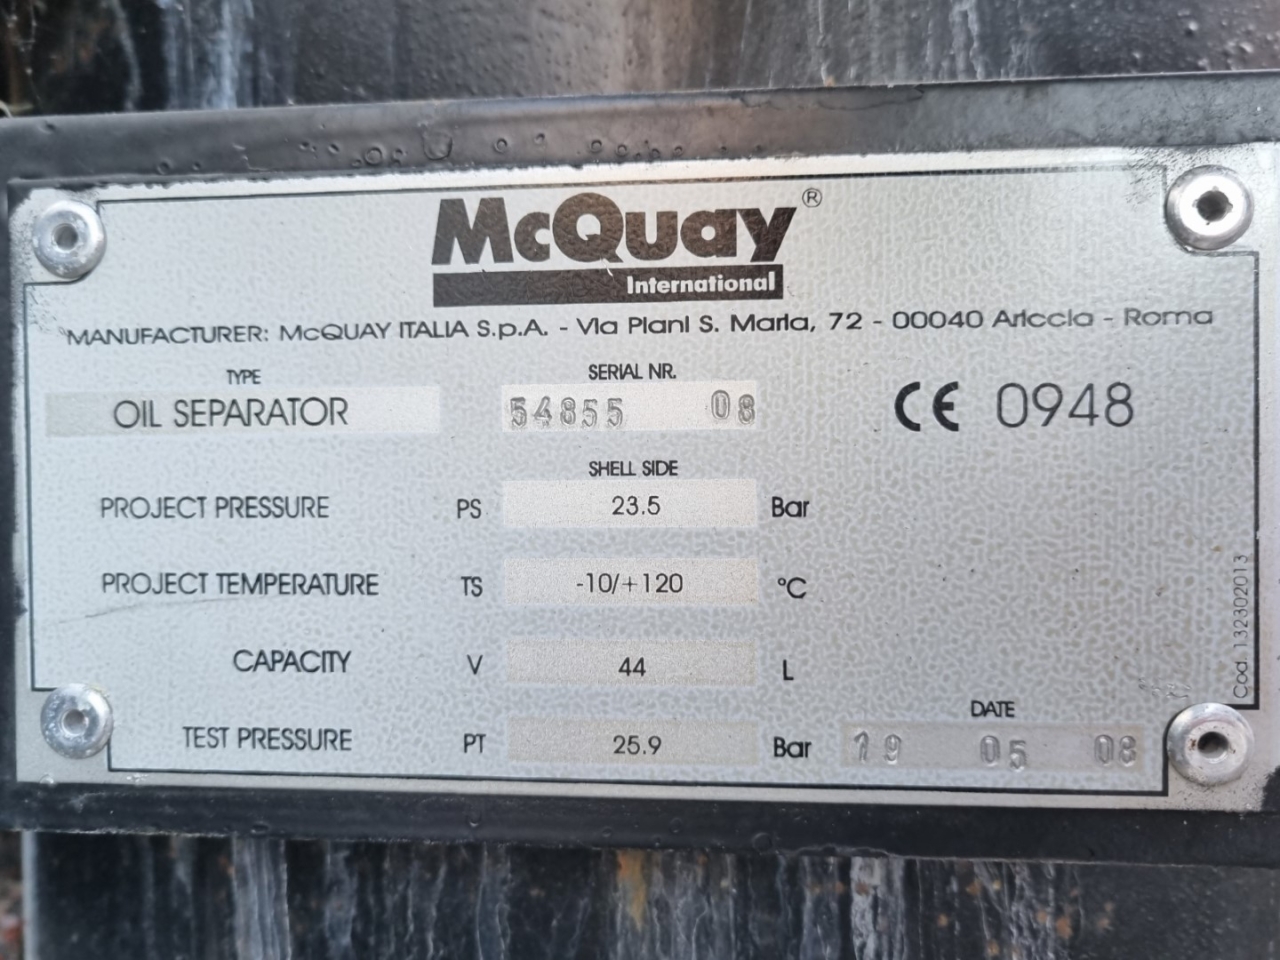 McQuay®
International
MANUFACTURER: McQUAY ITALIA S.p.A. - Via Piani S. Maria, 72 - 00040 Ariccia - Roma
TYPE SERIAL NR.
OIL SEPARATOR 54855 08 CE 0948
SHELL SIDE
PROJECT PRESSURE PS 23.5 Bar
PROJECT TEMPERATURE TS -10/+120 °C
CAPACITY V 44 L
DATE
TEST PRESSURE PT 25.9 Bar 19 05 08
Cod. 132302013